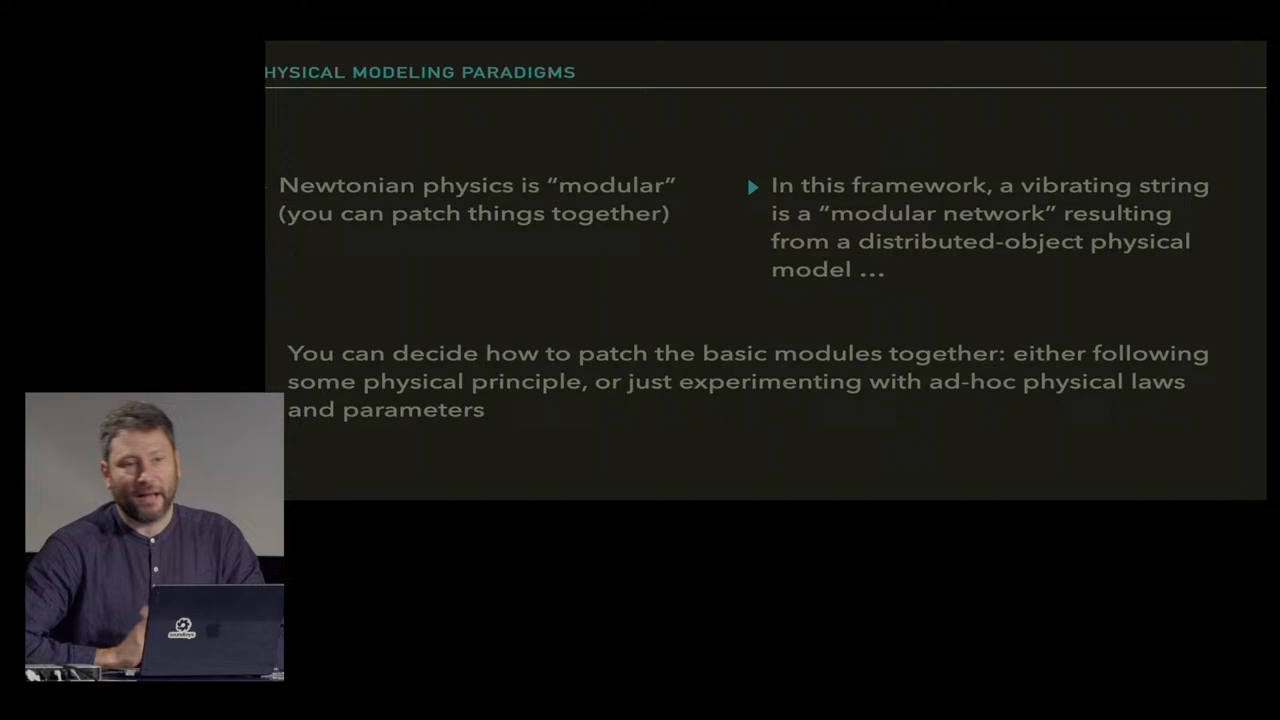 HYSICAL MODELING PARADIGMS
Newtonian physics is “modular”
(you can patch things together)
In this framework, a vibrating string
is a “modular network” resulting
from a distributed-object physical
model ...
You can decide how to patch the basic modules together: either following
some physical principle, or just experimenting with ad-hoc physical laws
and parameters
soundtoys